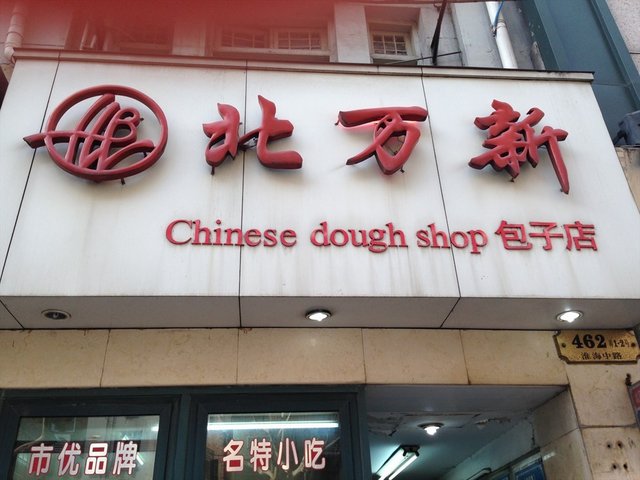 北万新
Chinese dough shop 包子店
462
淮海中路
市优品牌
名特小吃